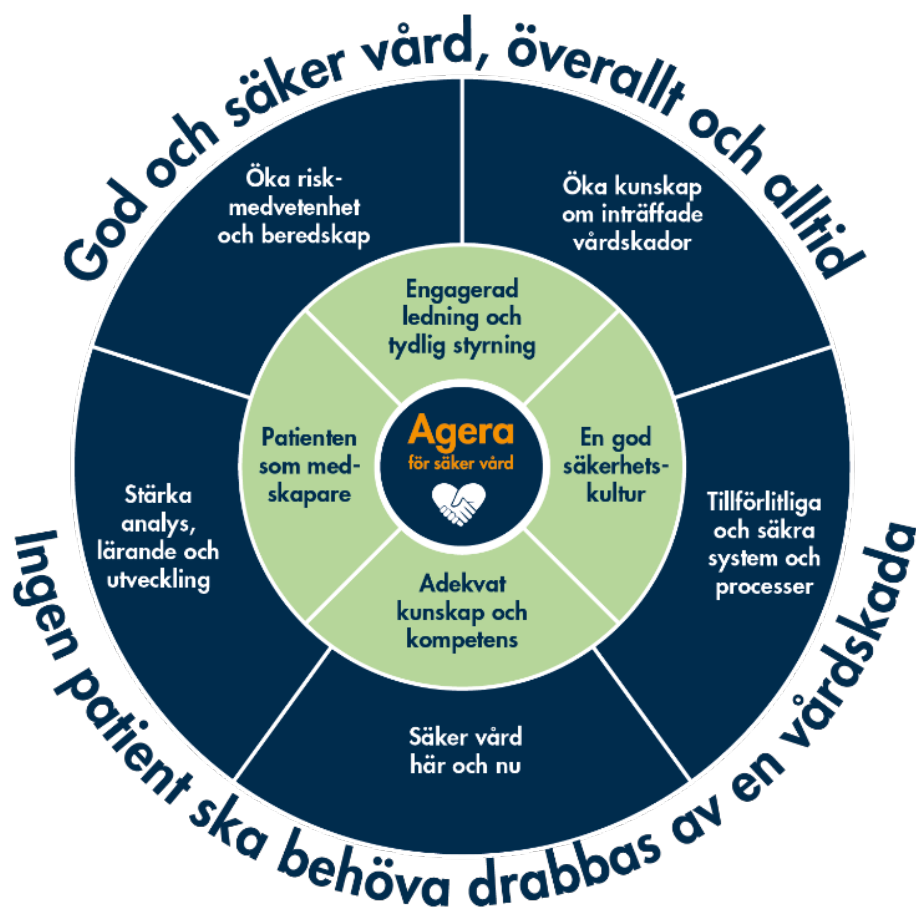 God och säker vård, överallt och alltid
Öka risk-
medvetenhet
och beredskap
Öka kunskap
om inträffade
vårdskador
Engagerad
ledning och
tydlig styrning
Patienten
som med-
skapare
Agera
för säker vård
En god
säkerhets-
kultur
Stärka
analys,
lärande och
utveckling
Tillförlitliga
och säkra
system och
processer
Adekvat
kunskap och
kompetens
Säker vård
här och nu
Ingen patient ska behöva drabbas av en vårdskada